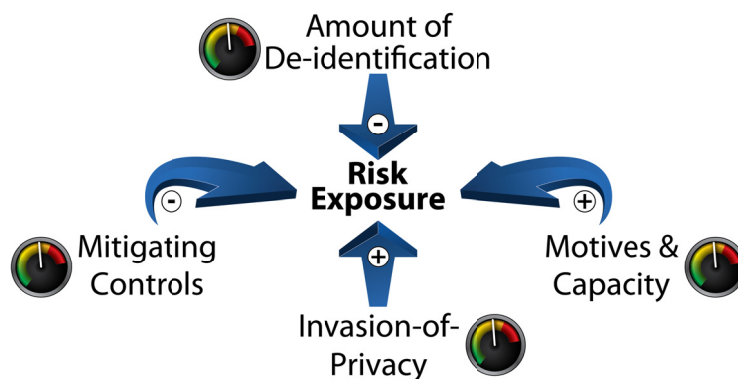 Amount of
De-identification
-
Risk
Exposure
-
+
Mitigating
Controls
Motives &
Capacity
+
Invasion-of-
Privacy